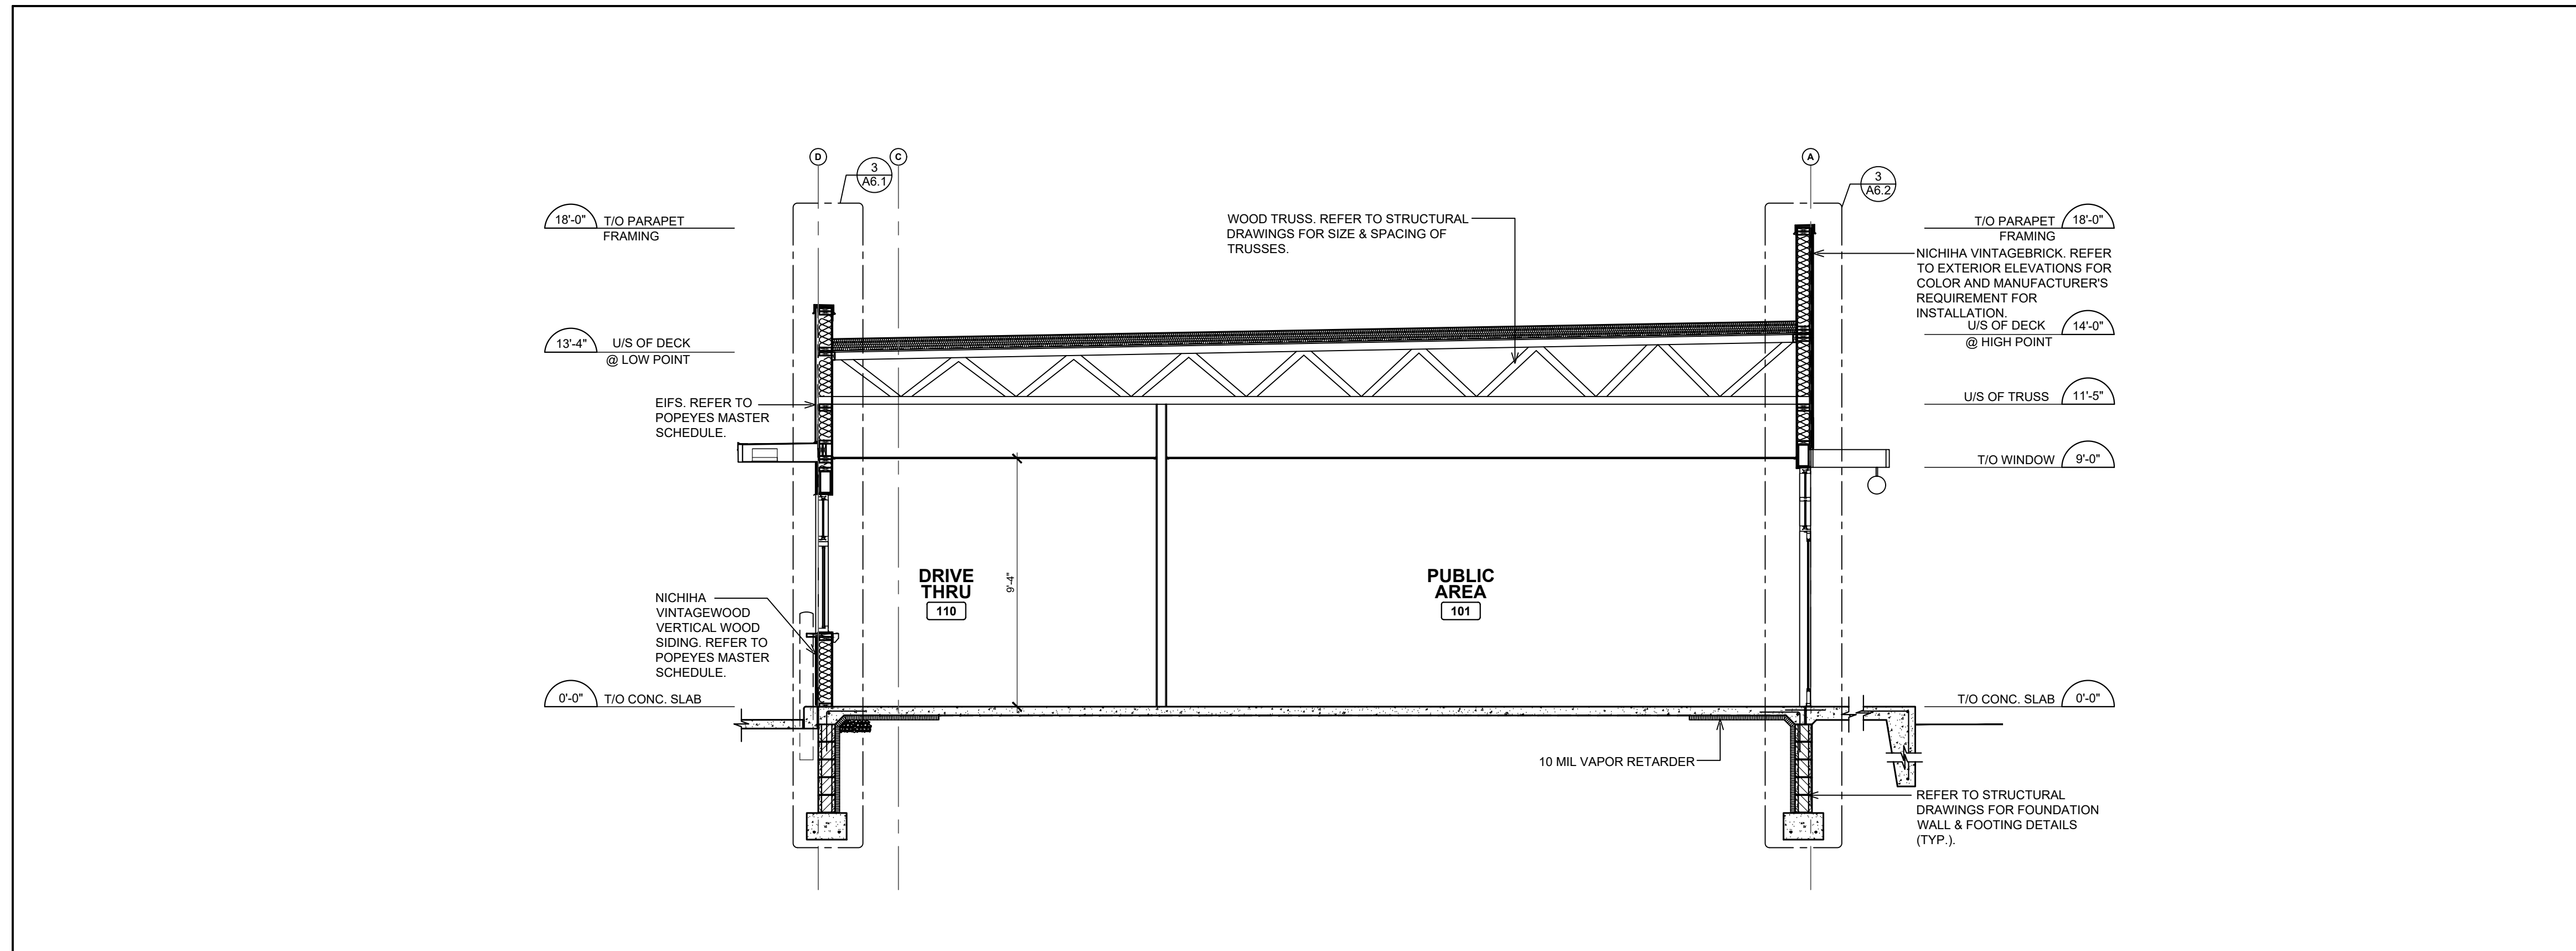 D
C
A
3
A6.1
3
A6.2
18'-0"
T/O PARAPET
FRAMING
WOOD TRUSS. REFER TO STRUCTURAL
DRAWINGS FOR SIZE & SPACING OF
TRUSSES.
T/O PARAPET
FRAMING
18'-0"
NICHIHA VINTAGEBRICK. REFER
TO EXTERIOR ELEVATIONS FOR
COLOR AND MANUFACTURER'S
REQUIREMENT FOR
INSTALLATION.
13'-4"
U/S OF DECK
@ LOW POINT
U/S OF DECK
@ HIGH POINT
14'-0"
EIFS. REFER TO
POPEYES MASTER
SCHEDULE.
U/S OF TRUSS
11'-5"
T/O WINDOW
9'-0"
DRIVE
THRU
110
9'-4"
PUBLIC
AREA
101
NICHIHA
VINTAGEWOOD
VERTICAL WOOD
SIDING. REFER TO
POPEYES MASTER
SCHEDULE.
0'-0"
T/O CONC. SLAB
T/O CONC. SLAB
0'-0"
10 MIL VAPOR RETARDER
REFER TO STRUCTURAL
DRAWINGS FOR FOUNDATION
WALL & FOOTING DETAILS
(TYP.).